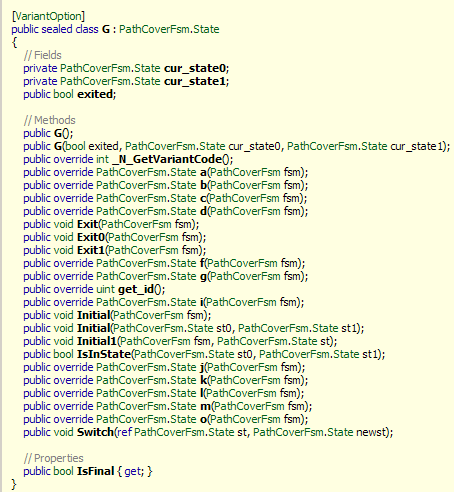 [VariantOption]
public sealed class G : PathCoverFsm.State
{
// Fields
private PathCoverFsm.State cur_state0;
private PathCoverFsm.State cur_state1;
public bool exited;
// Methods
public G();
public G(bool exited, PathCoverFsm.State cur_state0, PathCoverFsm.State cur_state1);
public override int _N_GetVariantCode();
public override PathCoverFsm.State a(PathCoverFsm fsm);
public override PathCoverFsm.State b(PathCoverFsm fsm);
public override PathCoverFsm.State c(PathCoverFsm fsm);
public override PathCoverFsm.State d(PathCoverFsm fsm);
public void Exit(PathCoverFsm fsm);
public void Exit0(PathCoverFsm fsm);
public void Exit1(PathCoverFsm fsm);
public override PathCoverFsm.State f(PathCoverFsm fsm);
public override PathCoverFsm.State g(PathCoverFsm fsm);
public override uint get_id();
public override PathCoverFsm.State i(PathCoverFsm fsm);
public void Initial(PathCoverFsm fsm);
public void Initial(PathCoverFsm.State st0, PathCoverFsm.State st1);
public void Initial1(PathCoverFsm fsm, PathCoverFsm.State st);
public bool IsInState(PathCoverFsm.State st0, PathCoverFsm.State st1);
public override PathCoverFsm.State j(PathCoverFsm fsm);
public override PathCoverFsm.State k(PathCoverFsm fsm);
public override PathCoverFsm.State l(PathCoverFsm fsm);
public override PathCoverFsm.State m(PathCoverFsm fsm);
public override PathCoverFsm.State o(PathCoverFsm fsm);
public void Switch(ref PathCoverFsm.State st, PathCoverFsm.State newst);
// Properties
public bool IsFinal { get; }
}